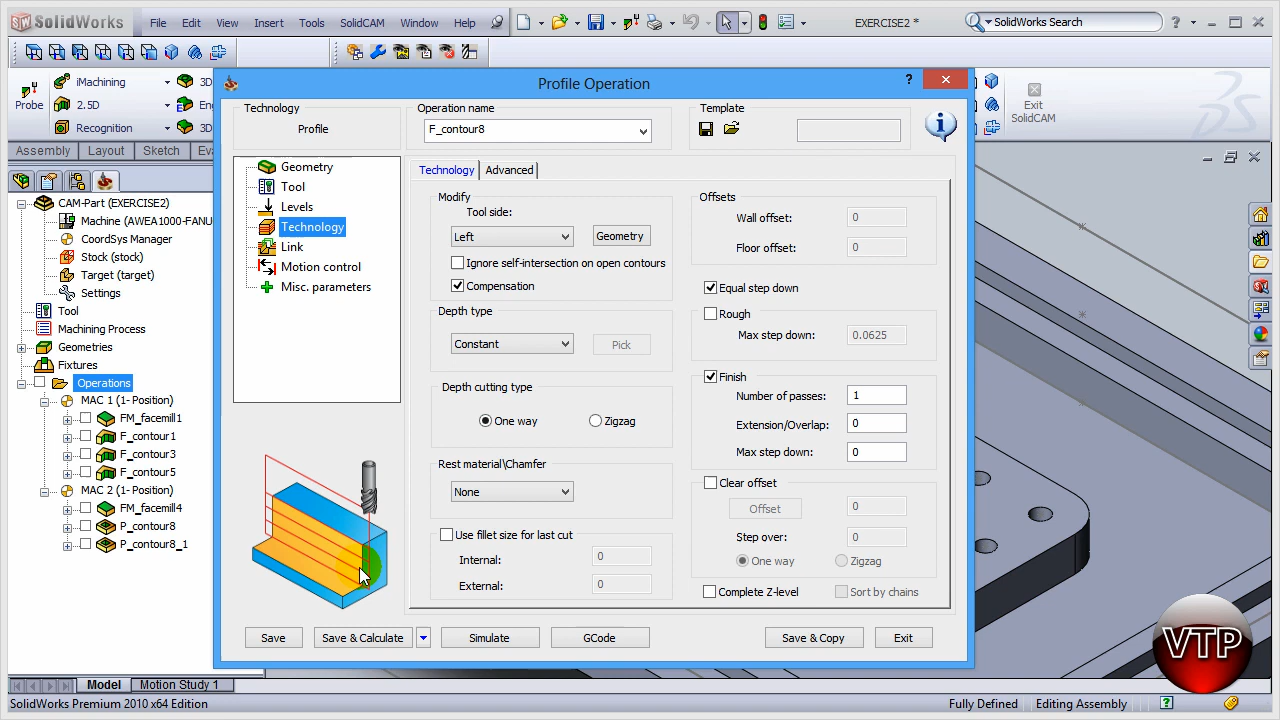 SolidWorks
File Edit View Insert Tools SolidCAM Window Help
EXERCISE2 *
SolidWorks Search
Probe
iMachining
2.5D
Recognition
3D
3D
Exit
SolidCAM
Assembly Layout Sketch
CAM-Part (EXERCISE2)
Machine (AWEA1000-FANU
CoordSys Manager
Stock (stock)
Target (target)
Settings
Tool
Machining Process
Geometries
Fixtures
Operations
MAC 1 (1- Position)
FM_facemill1
F_contour1
F_contour3
F_contour5
MAC 2 (1- Position)
FM_facemill4
P_contour8
P_contour8_1
Profile Operation
?
Technology
Profile
Operation name
F_contour8
Template
Geometry
Tool
Levels
Technology
Link
Motion control
Misc. parameters
Technology Advanced
Modify
Tool side:
Left
Geometry
Ignore self-intersection on open contours
Compensation
Depth type
Constant
Pick
Depth cutting type
One way
Zigzag
Rest material\Chamfer
None
Use fillet size for last cut
Internal: 0
External: 0
Offsets
Wall offset: 0
Floor offset: 0
Equal step down
Rough
Max step down: 0.0625
Finish
Number of passes: 1
Extension/Overlap: 0
Max step down: 0
Clear offset
Offset 0
Step over: 0
One way Zigzag
Complete Z-level Sort by chains
Save Save & Calculate Simulate GCode Save & Copy Exit
VTP
Model Motion Study 1
SolidWorks Premium 2010 x64 Edition
Fully Defined Editing Assembly